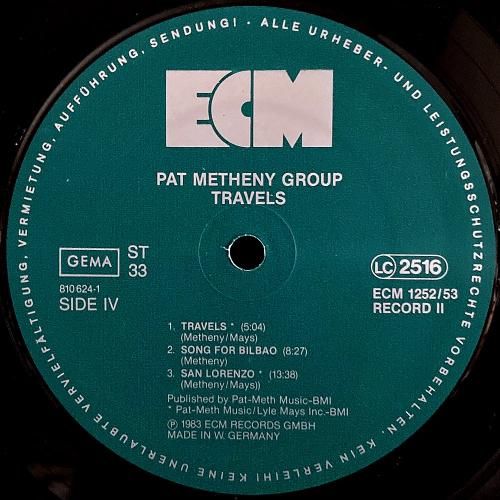 ALLE URHEBER- UND LEISTUNGSSCHUTZRECHTE VORBEHALTEN. KEIN VERLEIH! KEINE UNERLAUBTE VERVIELFÄLTIGUNG, VERMIETUNG, AUFFÜHRUNG, SENDUNG! -
ECM
PAT METHENY GROUP
TRAVELS
GEMA
ST
33
810 624-1
SIDE IV
LC 2516
ECM 1252/53
RECORD II
1. TRAVELS * (5:04)
(Metheny/Mays)
2. SONG FOR BILBAO (8:27)
(Metheny)
3. SAN LORENZO * (13:38)
(Metheny/Mays))
Published by Pat-Meth Music-BMI
* Pat-Meth Music/Lyle Mays Inc.-BMI
℗ 1983 ECM RECORDS GMBH
MADE IN W. GERMANY